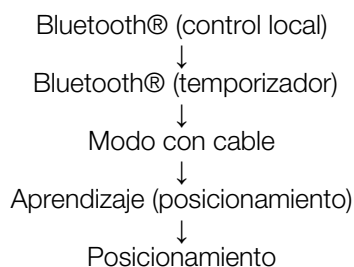 Bluetooth® (control local)
↓
Bluetooth® (temporizador)
↓
Modo con cable
↓
Aprendizaje (posicionamiento)
↓
Posicionamiento